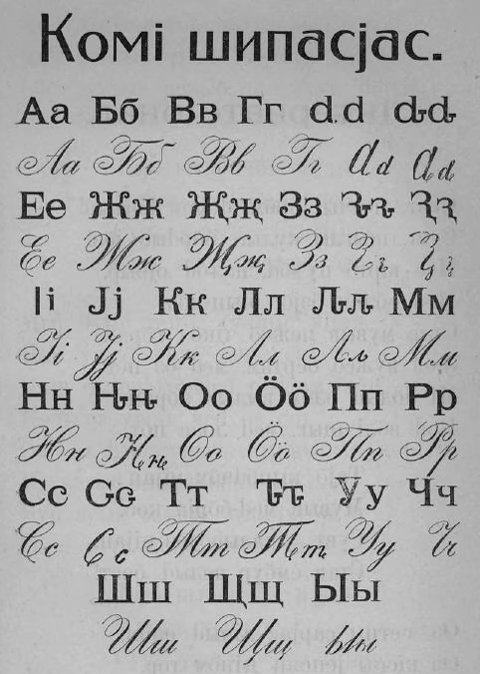 Комі шипасјас.
Аа Бб Вв Гг Ԁԁ Ԃԃ
Аа Бб Вв Гг Ԁԁ Ԃԃ
Ее Жж Җҗ Зз Ԅԅ Ԇԇ
Ее Жж Җҗ Зз Ԅԅ Ԇԇ
Іі Јј Кк Лл Ԉԉ Мм
Іі Јј Кк Лл Ԉԉ Мм
Нн Ԋԋ Оо Ӧӧ Пп Рр
Нн Ԋԋ Оо Ӧӧ Пп Рр
Сс Ԍԍ Тт Ԏԏ Уу Чч
Сс Ԍԍ Тт Ԏԏ Уу Чч
Шш Щщ Ыы
Шш Щщ Ыы